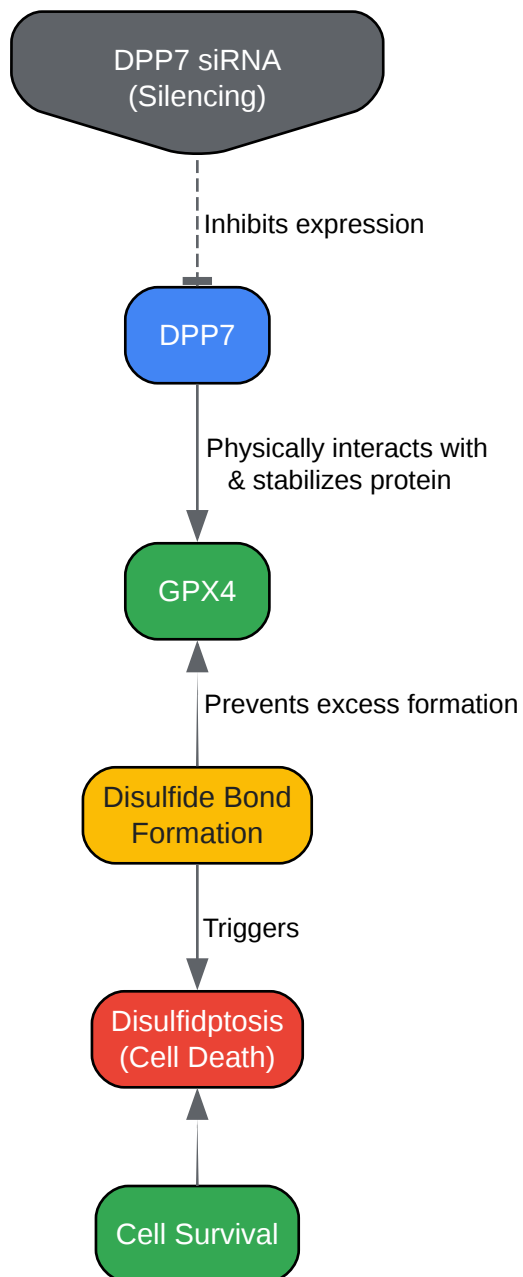 DPP7 siRNA
(Silencing)
Inhibits expression
DPP7
Physically interacts with
& stabilizes protein
GPX4
Prevents excess formation
Disulfide Bond
Formation
Triggers
Disulfidptosis
(Cell Death)
Cell Survival